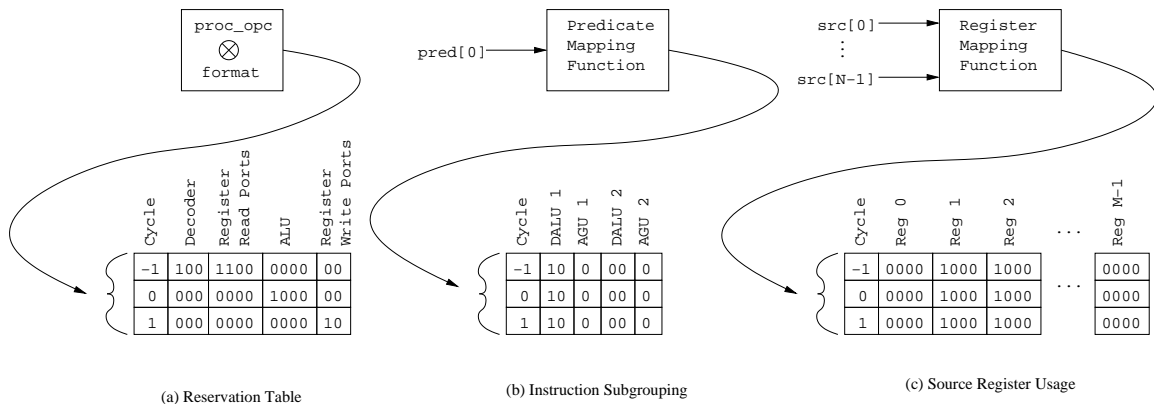 proc_opc
format
pred[0]
Predicate
Mapping
Function
src[0]
src[N-1]
Register
Mapping
Function
Cycle
Decoder
Register
Read Ports
ALU
Register
Write Ports
-1 100 1100 0000 00
0 000 0000 1000 00
1 000 0000 0000 10
(a) Reservation Table
Cycle
DALU 1
AGU 1
DALU 2
AGU 2
-1 10 0 00 0
0 10 0 00 0
1 10 0 00 0
(b) Instruction Subgrouping
Cycle
Reg 0
Reg 1
Reg 2
...
Reg M-1
-1 0000 1000 1000 ... 0000
0 0000 1000 1000 0000
1 0000 1000 1000 0000
(c) Source Register Usage